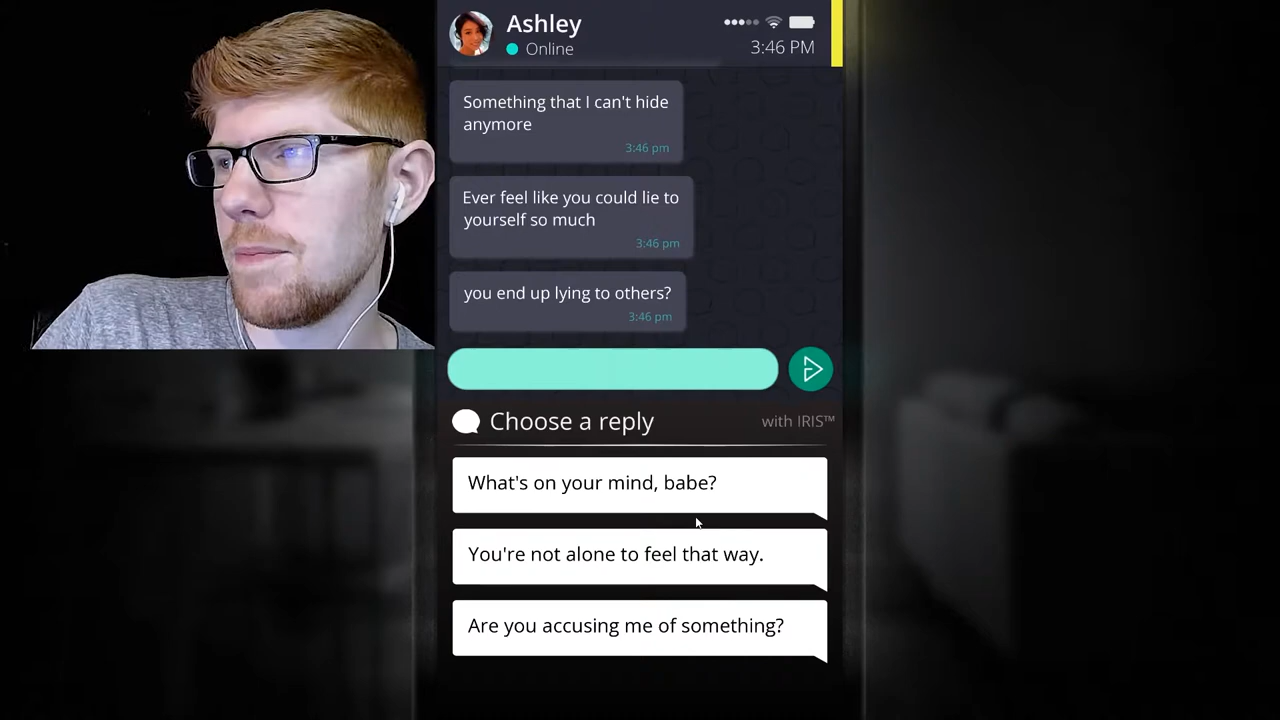 Ashley
Online
3:46 PM
Something that I can't hide
anymore
3:46 pm
Ever feel like you could lie to
yourself so much
3:46 pm
you end up lying to others?
3:46 pm
Choose a reply
with IRIS™
What's on your mind, babe?
You're not alone to feel that way.
Are you accusing me of something?